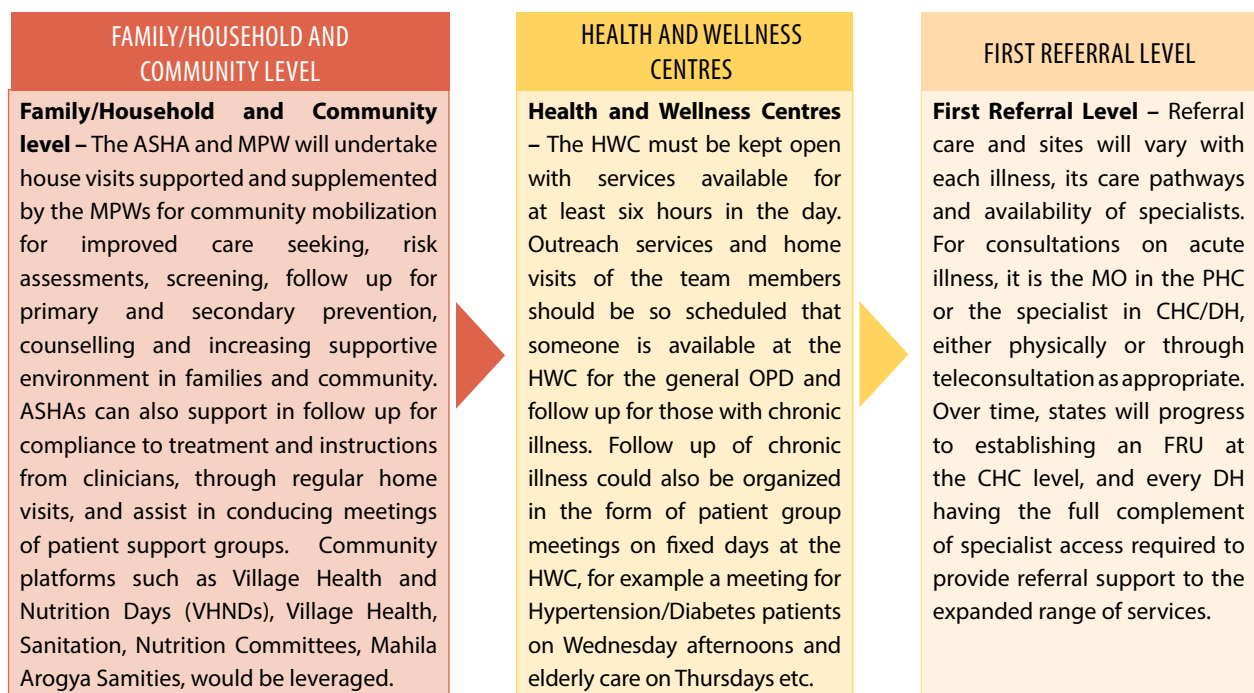 FAMILY/HOUSEHOLD AND
COMMUNITY LEVEL
Family/Household and Community
level – The ASHA and MPW will undertake
house visits supported and supplemented
by the MPWs for community mobilization
for improved care seeking, risk
assessments, screening, follow up for
primary and secondary prevention,
counselling and increasing supportive
environment in families and community.
ASHAs can also support in follow up for
compliance to treatment and instructions
from clinicians, through regular home
visits, and assist in conducing meetings
of patient support groups. Community
platforms such as Village Health and
Nutrition Days (VHNDs), Village Health,
Sanitation, Nutrition Committees, Mahila
Arogya Samities, would be leveraged.
HEALTH AND WELLNESS
CENTRES
Health and Wellness Centres
– The HWC must be kept open
with services available for
at least six hours in the day.
Outreach services and home
visits of the team members
should be so scheduled that
someone is available at the
HWC for the general OPD and
follow up for those with chronic
illness. Follow up of chronic
illness could also be organized
in the form of patient group
meetings on fixed days at the
HWC, for example a meeting for
Hypertension/Diabetes patients
on Wednesday afternoons and
elderly care on Thursdays etc.
FIRST REFERRAL LEVEL
First Referral Level – Referral
care and sites will vary with
each illness, its care pathways
and availability of specialists.
For consultations on acute
illness, it is the MO in the PHC
or the specialist in CHC/DH,
either physically or through
teleconsultation as appropriate.
Over time, states will progress
to establishing an FRU at
the CHC level, and every DH
having the full complement
of specialist access required to
provide referral support to the
expanded range of services.